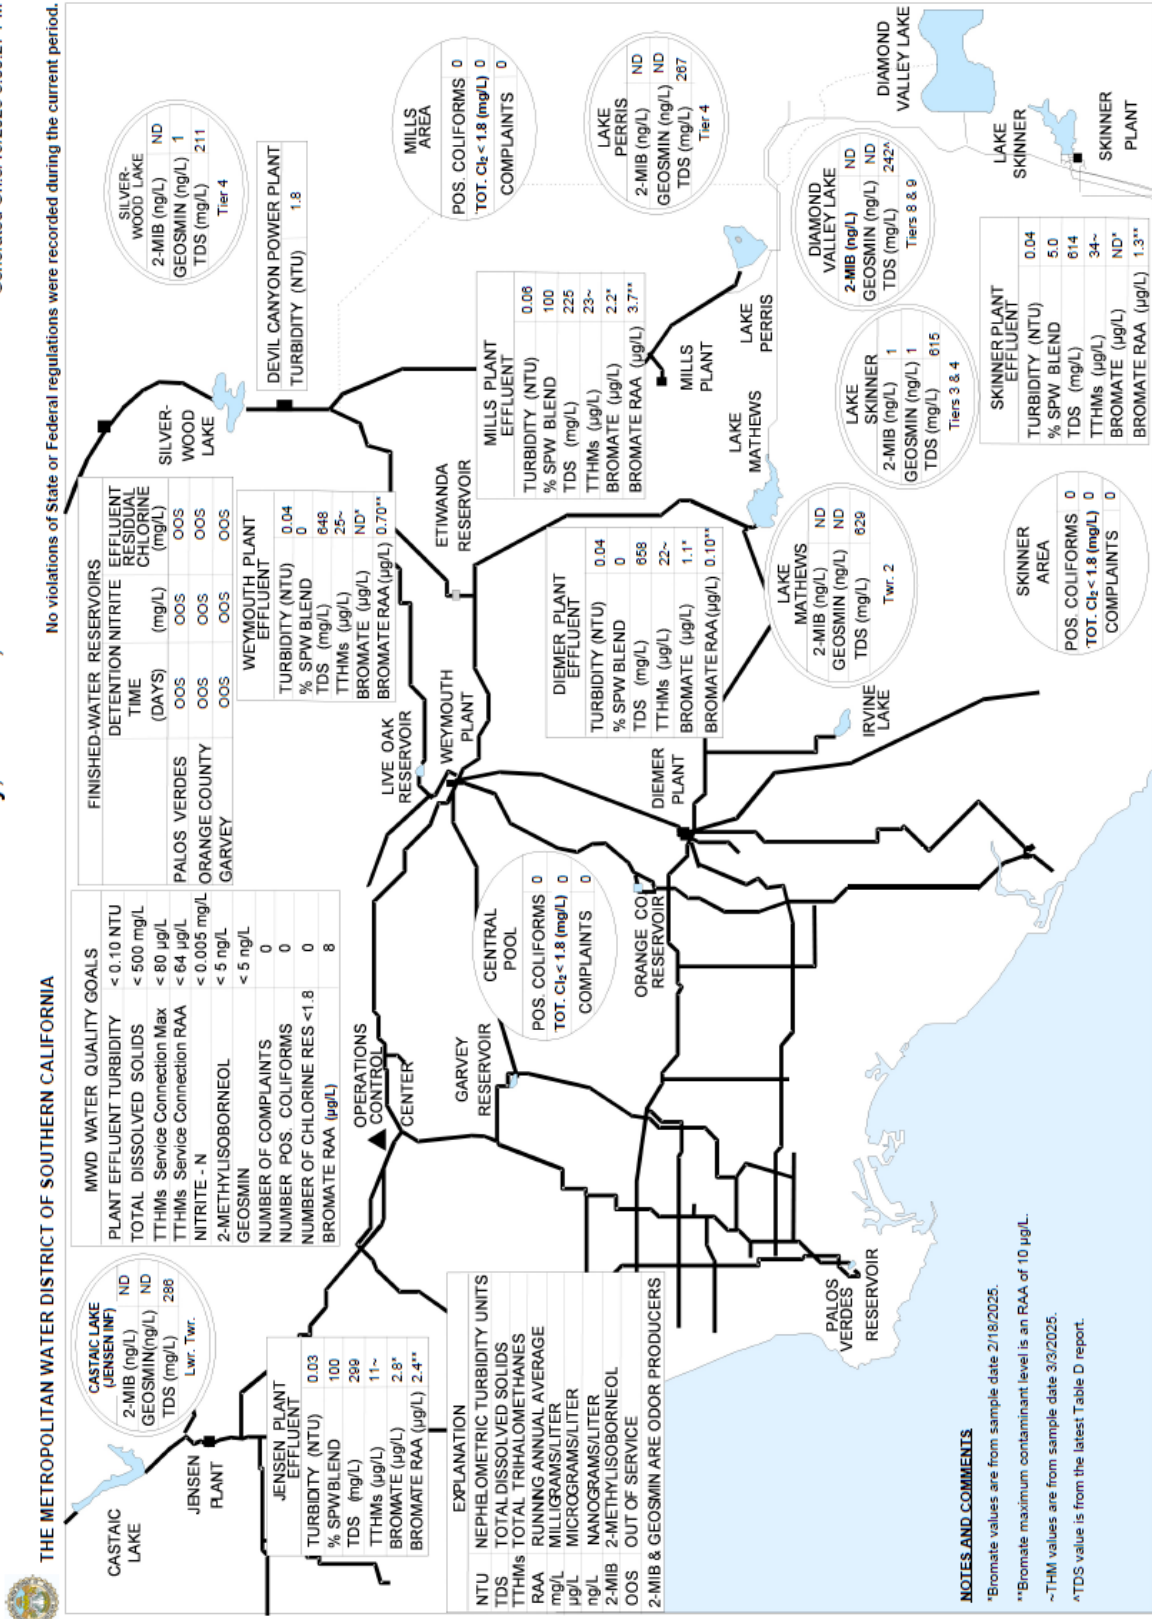 THE METROPOLITAN WATER DISTRICT OF SOUTHERN CALIFORNIA
No violations of State or Federal regulations were recorded during the current period.
CASTAIC LAKE
(JENSEN INF)
2-MIB (ng/L) ND
GEOSMIN(ng/L) ND
TDS (mg/L) 286
Lwr. Twr.
CASTAIC
LAKE
JENSEN
PLANT
JENSEN PLANT
EFFLUENT
TURBIDITY (NTU) 0.03
% SPW BLEND 100
TDS (mg/L) 299
TTHMs (µg/L) 11~
BROMATE (µg/L) 2.8*
BROMATE RAA (µg/L) 2.4**
MWD WATER QUALITY GOALS
PLANT EFFLUENT TURBIDITY < 0.10 NTU
TOTAL DISSOLVED SOLIDS < 500 mg/L
TTHMs Service Connection Max < 80 µg/L
TTHMs Service Connection RAA < 64 µg/L
NITRITE - N < 0.005 mg/L
2-METHYLISOBORNEOL < 5 ng/L
GEOSMIN < 5 ng/L
NUMBER OF COMPLAINTS 0
NUMBER POS. COLIFORMS 0
NUMBER OF CHLORINE RES <1.8 0
BROMATE RAA (µg/L) 8
FINISHED-WATER RESERVOIRS
DETENTION TIME (DAYS) NITRITE (mg/L) EFFLUENT RESIDUAL CHLORINE (mg/L)
PALOS VERDES OOS OOS OOS
ORANGE COUNTY OOS OOS OOS
GARVEY OOS OOS OOS
WEYMOUTH PLANT
EFFLUENT
TURBIDITY (NTU) 0.04
% SPW BLEND 0
TDS (mg/L) 648
TTHMs (µg/L) 25~
BROMATE (µg/L) ND*
BROMATE RAA (µg/L) 0.70**
SILVER-
WOOD LAKE
2-MIB (ng/L) ND
GEOSMIN (ng/L) 1
TDS (mg/L) 211
Tier 4
SILVER-
WOOD
LAKE
DEVIL CANYON POWER PLANT
TURBIDITY (NTU) 1.8
OPERATIONS
CONTROL
CENTER
LIVE OAK
RESERVOIR
WEYMOUTH
PLANT
ETIWANDA
RESERVOIR
MILLS PLANT
EFFLUENT
TURBIDITY (NTU) 0.06
% SPW BLEND 100
TDS (mg/L) 225
TTHMs (µg/L) 23~
BROMATE (µg/L) 2.2*
BROMATE RAA (µg/L) 3.7**
MILLS
AREA
POS. COLIFORMS 0
TOT. Cl₂ < 1.8 (mg/L) 0
COMPLAINTS 0
EXPLANATION
NTU NEPHELOMETRIC TURBIDITY UNITS
TDS TOTAL DISSOLVED SOLIDS
TTHMs TOTAL TRIHALOMETHANES
RAA RUNNING ANNUAL AVERAGE
mg/L MILLIGRAMS/LITER
µg/L MICROGRAMS/LITER
ng/L NANOGRAMS/LITER
2-MIB 2-METHYLISOBORNEOL
OOS OUT OF SERVICE
2-MIB & GEOSMIN ARE ODOR PRODUCERS
GARVEY
RESERVOIR
CENTRAL
POOL
POS. COLIFORMS 0
TOT. Cl₂ < 1.8 (mg/L) 0
COMPLAINTS 0
DIEMER PLANT
EFFLUENT
TURBIDITY (NTU) 0.04
% SPW BLEND 0
TDS (mg/L) 658
TTHMs (µg/L) 22~
BROMATE (µg/L) 1.1*
BROMATE RAA (µg/L) 0.10**
LAKE
PERRIS
2-MIB (ng/L) ND
GEOSMIN (ng/L) ND
TDS (mg/L) 267
Tier 4
ORANGE CO
RESERVOIR
DIEMER
PLANT
MILLS
PLANT
LAKE
PERRIS
LAKE
MATHEWS
LAKE
MATHEWS
2-MIB (ng/L) ND
GEOSMIN (ng/L) ND
TDS (mg/L) 629
Twr. 2
LAKE
SKINNER
2-MIB (ng/L) 1
GEOSMIN (ng/L) 1
TDS (mg/L) 615
Tiers 3 & 4
DIAMOND
VALLEY LAKE
2-MIB (ng/L) ND
GEOSMIN (ng/L) ND
TDS (mg/L) 242^
Tiers 8 & 9
DIAMOND
VALLEY LAKE
PALOS
VERDES
RESERVOIR
IRVINE
LAKE
SKINNER PLANT
EFFLUENT
TURBIDITY (NTU) 0.04
% SPW BLEND 5.0
TDS (mg/L) 614
TTHMs (µg/L) 34~
BROMATE (µg/L) ND*
BROMATE RAA (µg/L) 1.3**
LAKE
SKINNER
SKINNER
PLANT
SKINNER
AREA
POS. COLIFORMS 0
TOT. Cl₂ < 1.8 (mg/L) 0
COMPLAINTS 0
NOTES AND COMMENTS
*Bromate values are from sample date 2/18/2025.
**Bromate maximum contaminant level is an RAA of 10 µg/L.
~THM values are from sample date 3/3/2025.
^TDS value is from the latest Table D report.